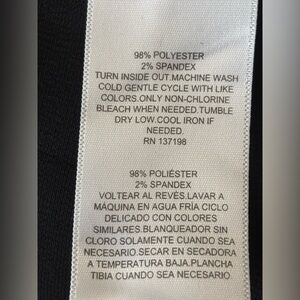 98% POLYESTER
2% SPANDEX
TURN INSIDE OUT.MACHINE WASH
COLD GENTLE CYCLE WITH LIKE
COLORS.ONLY NON-CHLORINE
BLEACH WHEN NEEDED.TUMBLE
DRY LOW.COOL IRON IF
NEEDED.
RN 137198
98% POLIÉSTER
2% SPANDEX
VOLTEAR AL REVÉS.LAVAR A
MÁQUINA EN AGUA FRÍA CICLO
DELICADO CON COLORES
SIMILARES.BLANQUEADOR SIN
CLORO SOLAMENTE CUANDO SEA
NECESARIO.SECAR EN SECADORA
A TEMPERATURA BAJA.PLANCHA
TIBIA CUANDO SEA NECESARIO.